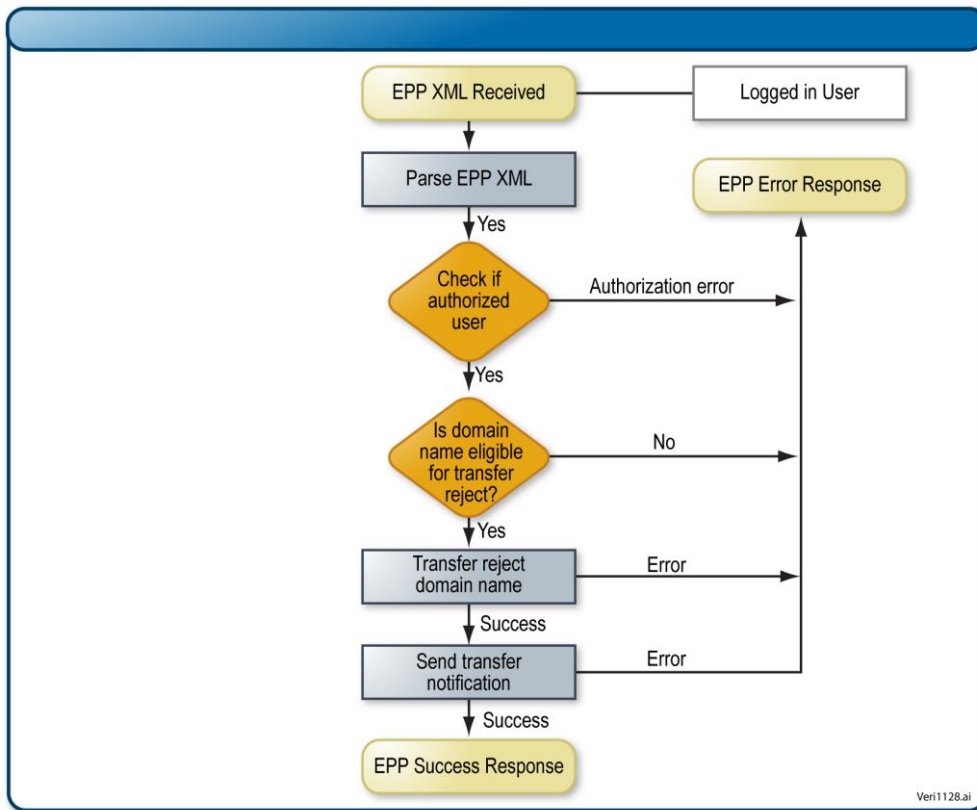 EPP XML Received
Logged in User
Parse EPP XML
EPP Error Response
Yes
Check if
authorized
user
Authorization error
Yes
Is domain
name eligible
for transfer
reject?
No
Yes
Transfer reject
domain name
Error
Success
Send transfer
notification
Error
Success
EPP Success Response
Veri1128.ai